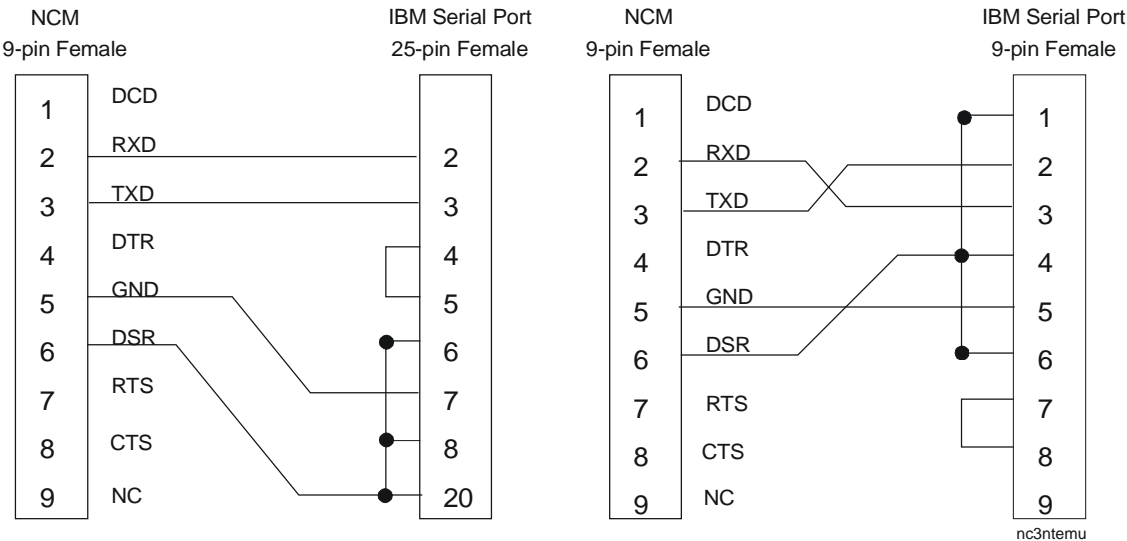 NCM
9-pin Female
IBM Serial Port
25-pin Female
1 DCD
2 RXD 2
3 TXD 3
4 DTR 4
5 GND 5
6 DSR 6
7 RTS 7
8 CTS 8
9 NC 20
NCM
9-pin Female
IBM Serial Port
9-pin Female
1 DCD 1
2 RXD 2
3 TXD 3
4 DTR 4
5 GND 5
6 DSR 6
7 RTS 7
8 CTS 8
9 NC 9
nc3ntemu